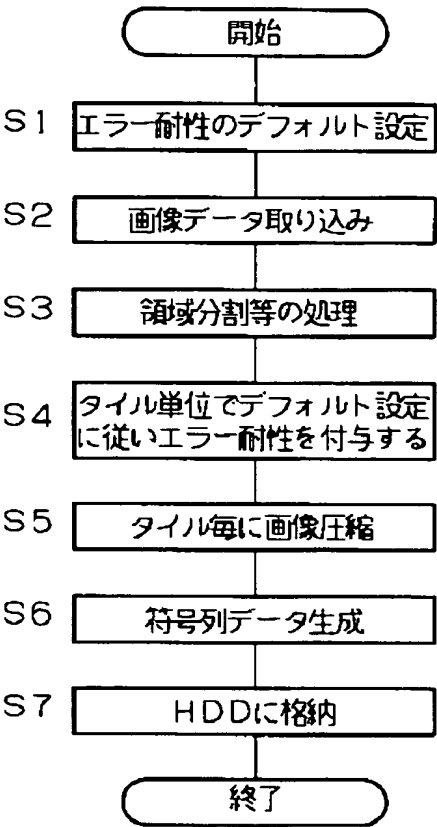 開始
S1 エラー耐性のデフォルト設定
S2 画像データ取り込み
S3 領域分割等の処理
S4 タイル単位でデフォルト設定
に従いエラー耐性を付与する
S5 タイル毎に画像圧縮
S6 符号列データ生成
S7 HDDに格納
終了